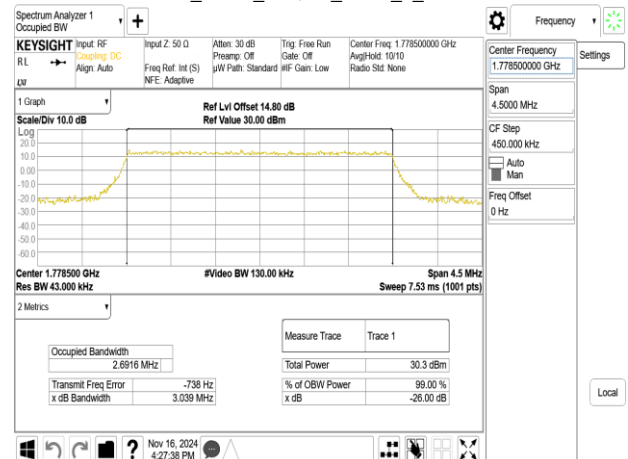 Spectrum Analyzer 1
Occupied BW
Frequency
KEYSIGHT
RL
Input: RF
Coupling: DC
Align: Auto
Input Z: 50 Ω
Freq Ref: Int (S)
NFE: Adaptive
Atten: 30 dB
Preamp: Off
µW Path: Standard
Trig: Free Run
Gate: Off
#IF Gain: Low
Center Freq: 1.778500000 GHz
Avg|Hold: 10/10
Radio Std: None
Center Frequency
1.778500000 GHz
Settings
Span
4.5000 MHz
CF Step
450.000 kHz
Auto
Man
Freq Offset
0 Hz
1 Graph
Scale/Div 10.0 dB
Ref Lvl Offset 14.80 dB
Ref Value 30.00 dBm
Log
20.0
10.0
0.00
-10.0
-20.0
-30.0
-40.0
-50.0
-60.0
Center 1.778500 GHz
#Video BW 130.00 kHz
Span 4.5 MHz
Res BW 43.000 kHz
Sweep 7.53 ms (1001 pts)
2 Metrics
Measure Trace
Trace 1
Occupied Bandwidth
2.6916 MHz
Total Power
30.3 dBm
Transmit Freq Error
-738 Hz
% of OBW Power
99.00 %
x dB Bandwidth
3.039 MHz
x dB
-26.00 dB
Local
Nov 16, 2024
4:27:38 PM